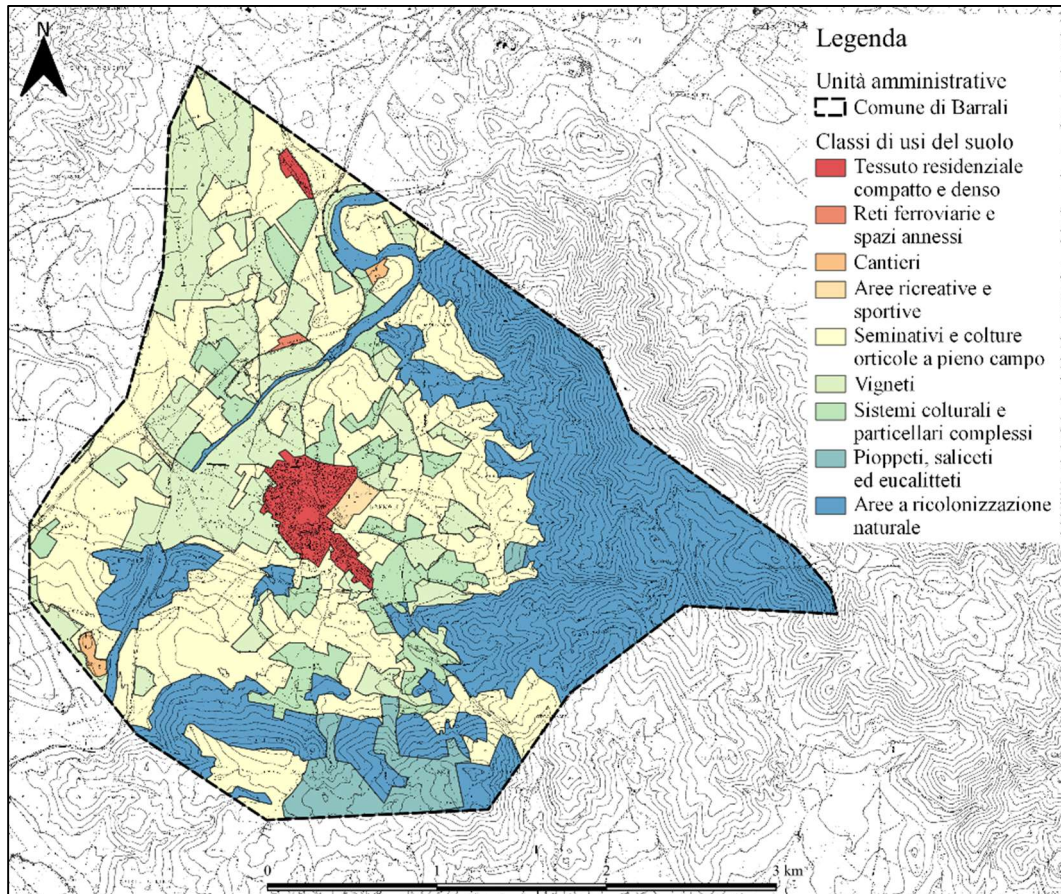 N
Legenda
Unità amministrative
Comune di Barrali
Classi di usi del suolo
Tessuto residenziale
compatto e denso
Reti ferroviarie e
spazi annessi
Cantieri
Aree ricreative e
sportive
Seminativi e colture
orticole a pieno campo
Vigneti
Sistemi colturali e
particellari complessi
Pioppeti, saliceti
ed eucalitteti
Aree a ricolonizzazione
naturale
0 1 2 3 km